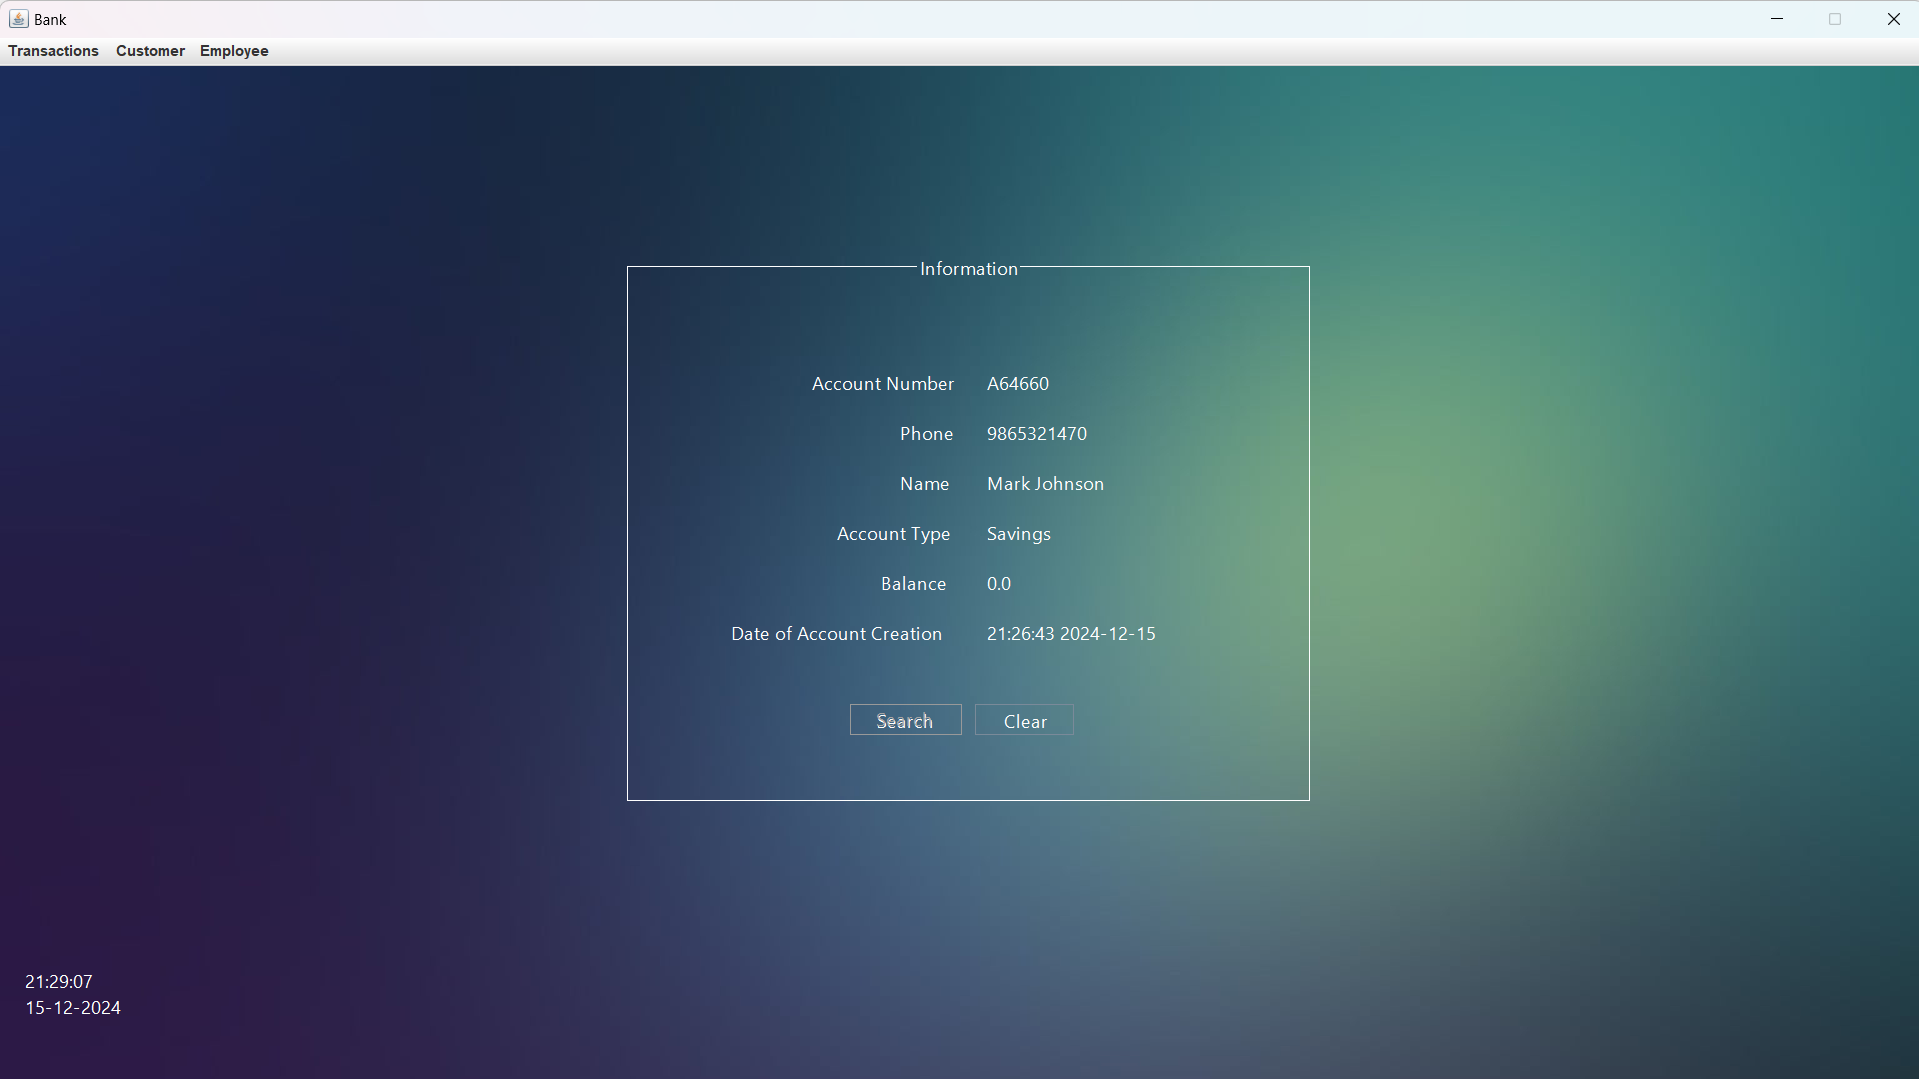 Bank
Transactions Customer Employee
Information
Account Number A64660
Phone 9865321470
Name Mark Johnson
Account Type Savings
Balance 0.0
Date of Account Creation 21:26:43 2024-12-15
Search Clear
21:29:07
15-12-2024